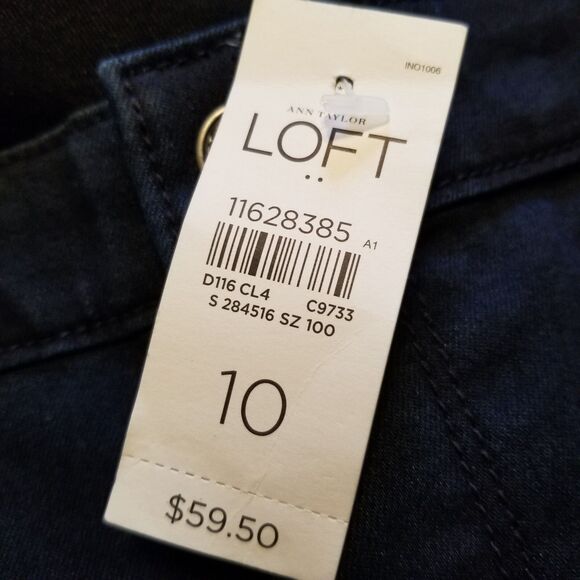 INO1006
ANN TAYLOR
LOFT
11628385 A1
D116 CL4 C9733
S 284516 SZ 100
10
$59.50